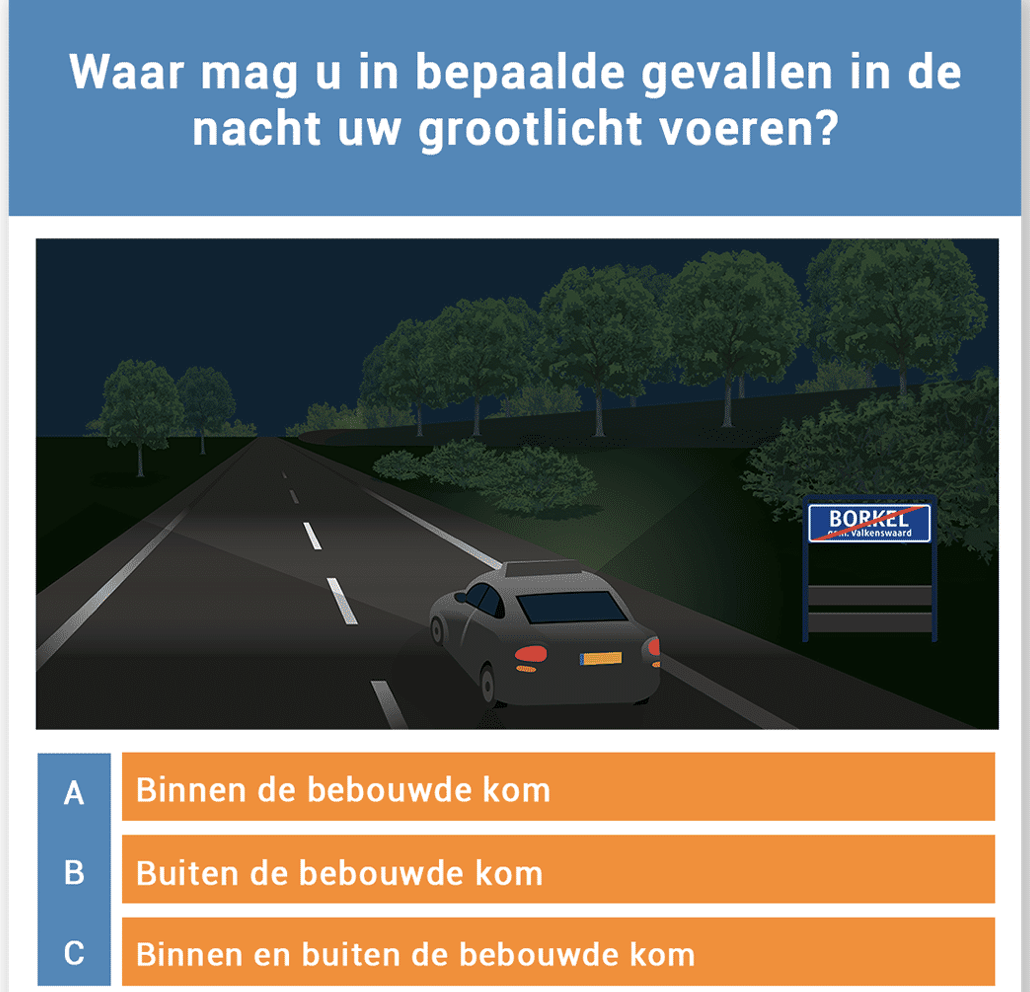 Waar mag u in bepaalde gevallen in de
nacht uw grootlicht voeren?
BORKEL
gem. Valkenswaard
A Binnen de bebouwde kom
B Buiten de bebouwde kom
C Binnen en buiten de bebouwde kom